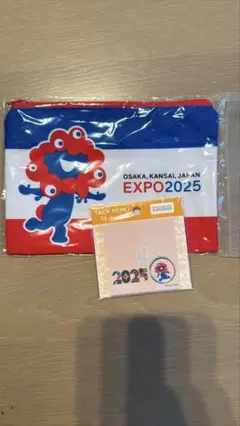 OSAKA, KANSAI, JAPAN
EXPO2025
TACK MEMO
2025